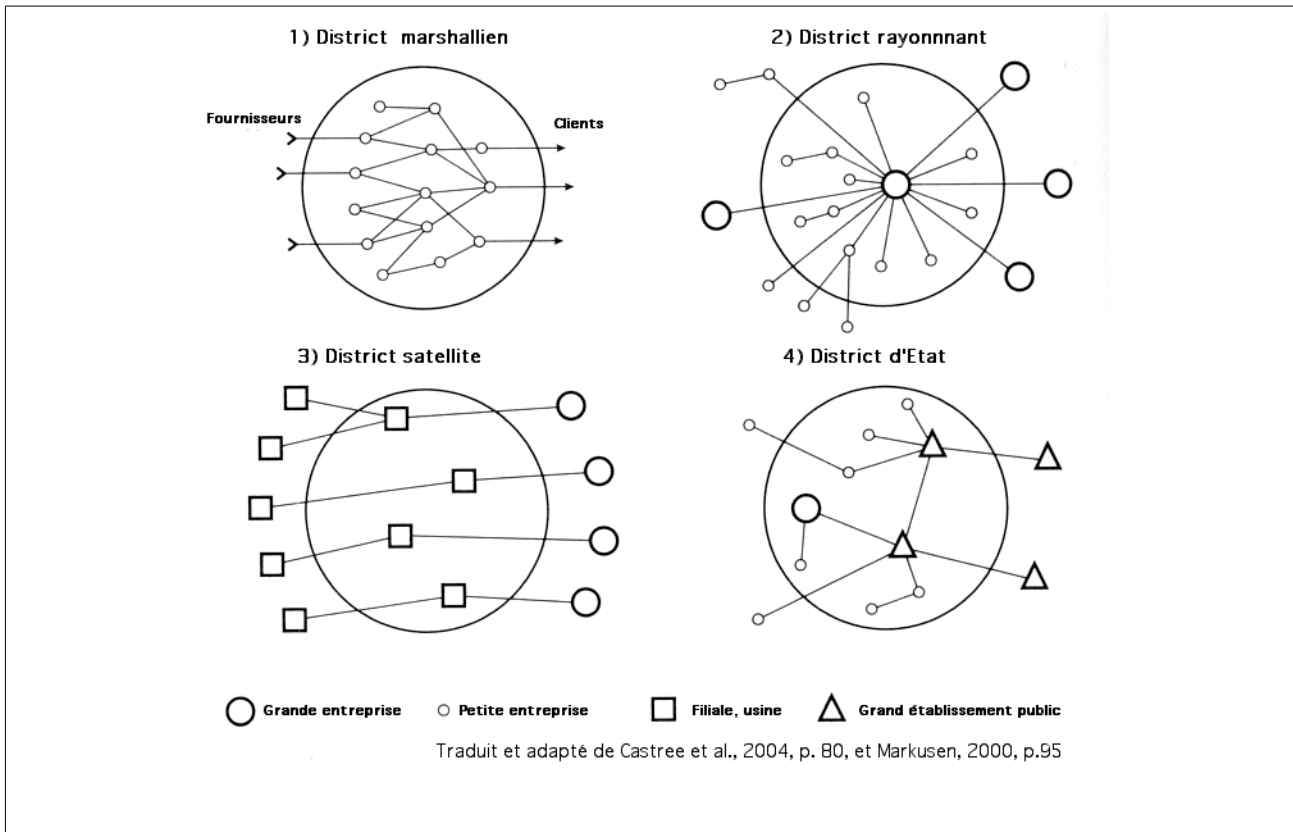 1) District marshallien
2) District rayonnnant
Fournisseurs
Clients
3) District satellite
4) District d'Etat
Grande entreprise
Petite entreprise
Filiale, usine
Grand établissement public
Traduit et adapté de Castree et al., 2004, p. 80, et Markusen, 2000, p.95